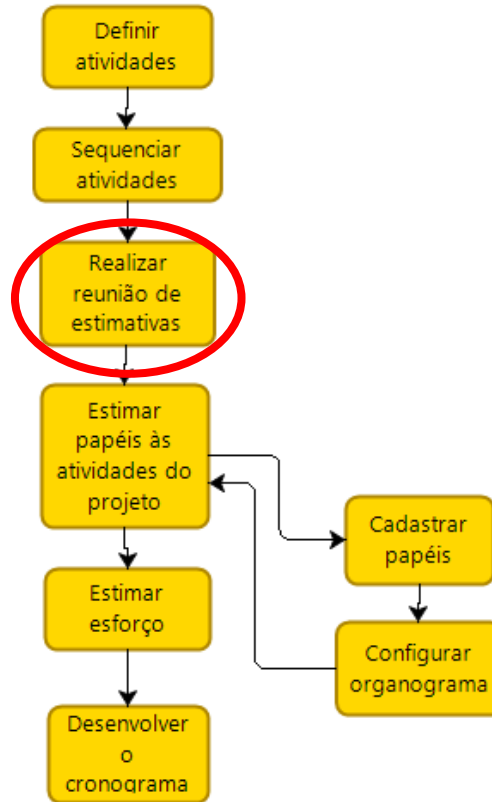 Definir
atividades
Sequenciar
atividades
Realizar
reunião de
estimativas
Estimar
papéis às
atividades do
projeto
Cadastrar
papéis
Estimar
esforço
Configurar
organograma
Desenvolver
o
cronograma